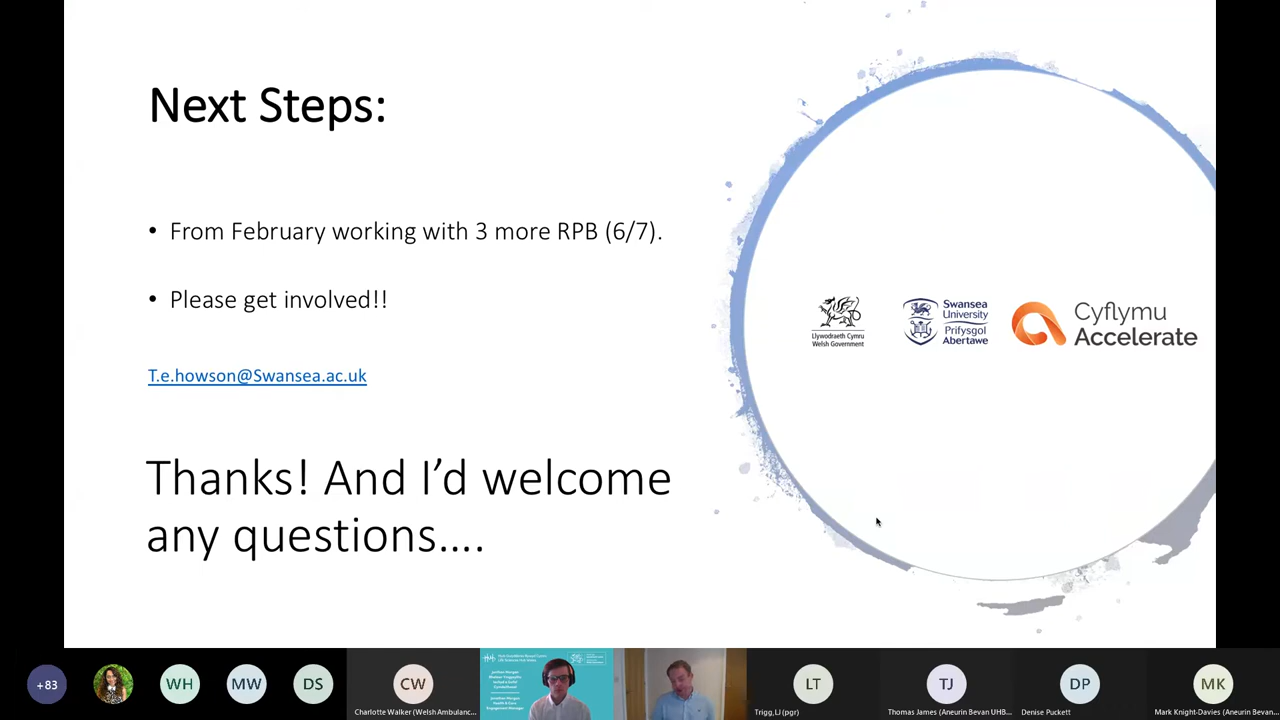 Next Steps:
• From February working with 3 more RPB (6/7).
• Please get involved!!
T.e.howson@Swansea.ac.uk
Thanks! And I’d welcome
any questions….
Llywodraeth Cymru
Welsh Government
Swansea
University
Prifysgol
Abertawe
Cyflymu
Accelerate
+83
WH
MW
DS
CW
Charlotte Walker (Welsh Ambulanc...
LT
Trigg,LJ (pgr)
TJ
Thomas James (Aneurin Bevan UHB...
DP
Denise Puckett
MK
Mark Knight-Davies (Aneurin Bevan...